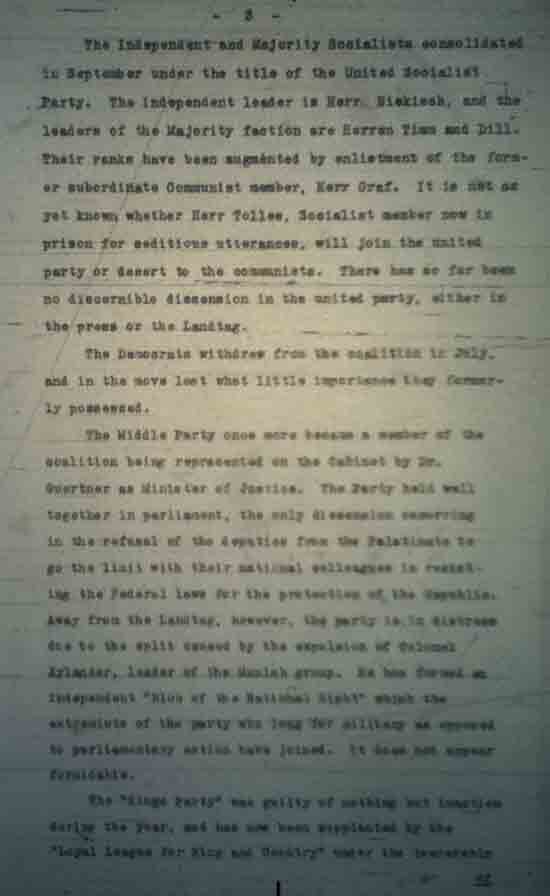 - 3 -
The Independent and Majority Socialists consolidated
in September under the title of the United Socialist
Party. The independent leader is Herr Niekisch, and the
leaders of the Majority faction are Herren Timm and Dill.
Their ranks have been augmented by enlistment of the form-
er subordinate Communist member, Herr Graf. It is not as
yet known whether Herr Toller, Socialist member now in
prison for seditious utterances, will join the united
party or desert to the communists. There has so far been
no discernible dissension in the united party, either in
the press or the Landtag.
The Democrats withdrew from the coalition in July,
and in the move lost what little importance they former-
ly possessed.
The Middle Party once more became a member of the
coalition being represented on the Cabinet by Dr.
Guertner as Minister of Justice. The Party held well
together in parliament, the only dissension occurring
in the refusal of the deputies from the Palatinate to
go the limit with their national colleagues in resist-
ing the Federal laws for the protection of the Republic.
Away from the Landtag, however, the party is in distress
due to the split caused by the expulsion of Colonel
Xylander, leader of the Munich group. He has formed an
independent "Block of the National Right" which the
extremists of the party who long for military as opposed
to parliamentary action have joined. It does not appear
formidable.
The "Kings Party" was guilty of nothing but inaction
during the year, and has now been supplanted by the
"Loyal League for King and Country" under the honorable